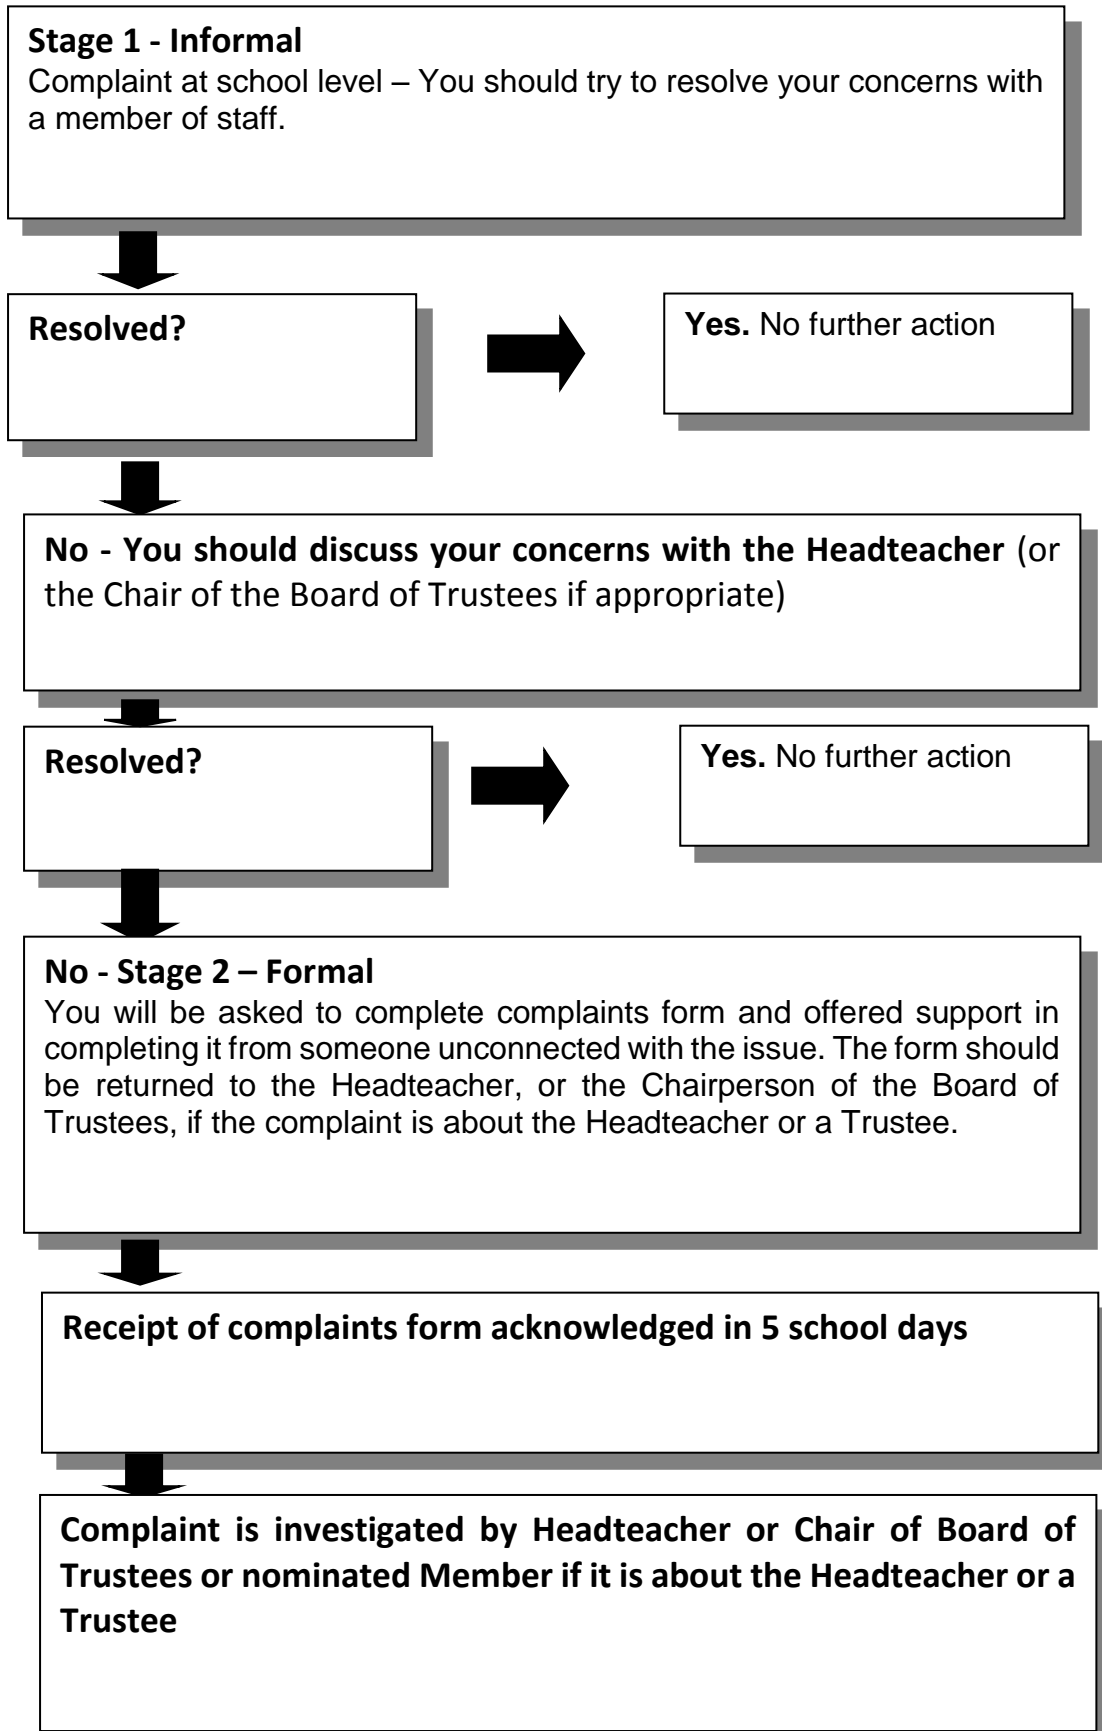 Stage 1 - Informal
Complaint at school level – You should try to resolve your concerns with
a member of staff.
Resolved?
Yes. No further action
No - You should discuss your concerns with the Headteacher (or
the Chair of the Board of Trustees if appropriate)
Resolved?
Yes. No further action
No - Stage 2 – Formal
You will be asked to complete complaints form and offered support in
completing it from someone unconnected with the issue. The form should
be returned to the Headteacher, or the Chairperson of the Board of
Trustees, if the complaint is about the Headteacher or a Trustee.
Receipt of complaints form acknowledged in 5 school days
Complaint is investigated by Headteacher or Chair of Board of
Trustees or nominated Member if it is about the Headteacher or a
Trustee